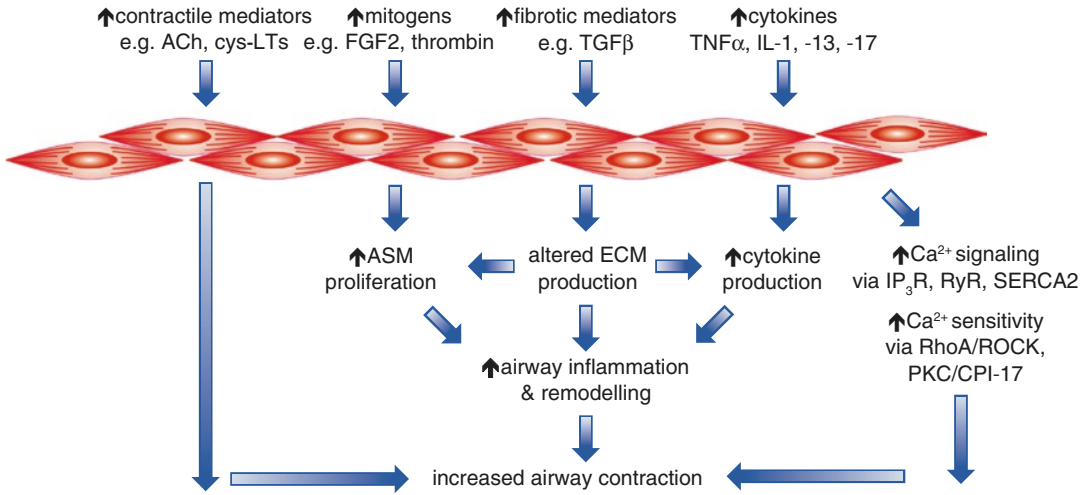 ↑contractile mediators
e.g. ACh, cys-LTs
↑mitogens
e.g. FGF2, thrombin
↑fibrotic mediators
e.g. TGFβ
↑cytokines
TNFα, IL-1, -13, -17
↑ASM
proliferation
altered ECM
production
↑cytokine
production
↑Ca²⁺ signaling
via IP₃R, RyR, SERCA2
↑Ca²⁺ sensitivity
via RhoA/ROCK,
PKC/CPI-17
↑airway inflammation
& remodelling
increased airway contraction